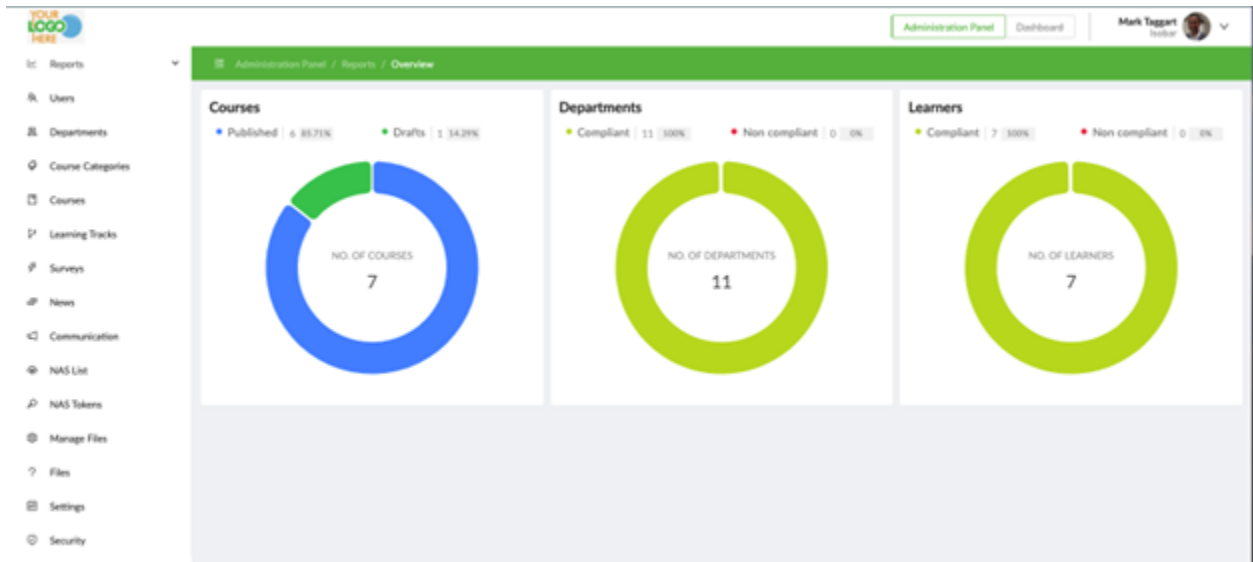 YOUR
LOGO
HERE
Administration Panel
Dashboard
Mark Taggart
Isobar
Reports
Users
Departments
Course Categories
Courses
Learning Tracks
Surveys
News
Communication
NAS List
NAS Tokens
Manage Files
Files
Settings
Security
Administration Panel / Reports / Overview
Courses
Published 6 85.71% Drafts 1 14.29%
NO. OF COURSES
7
Departments
Compliant 11 100% Non compliant 0 0%
NO. OF DEPARTMENTS
11
Learners
Compliant 7 100% Non compliant 0 0%
NO. OF LEARNERS
7